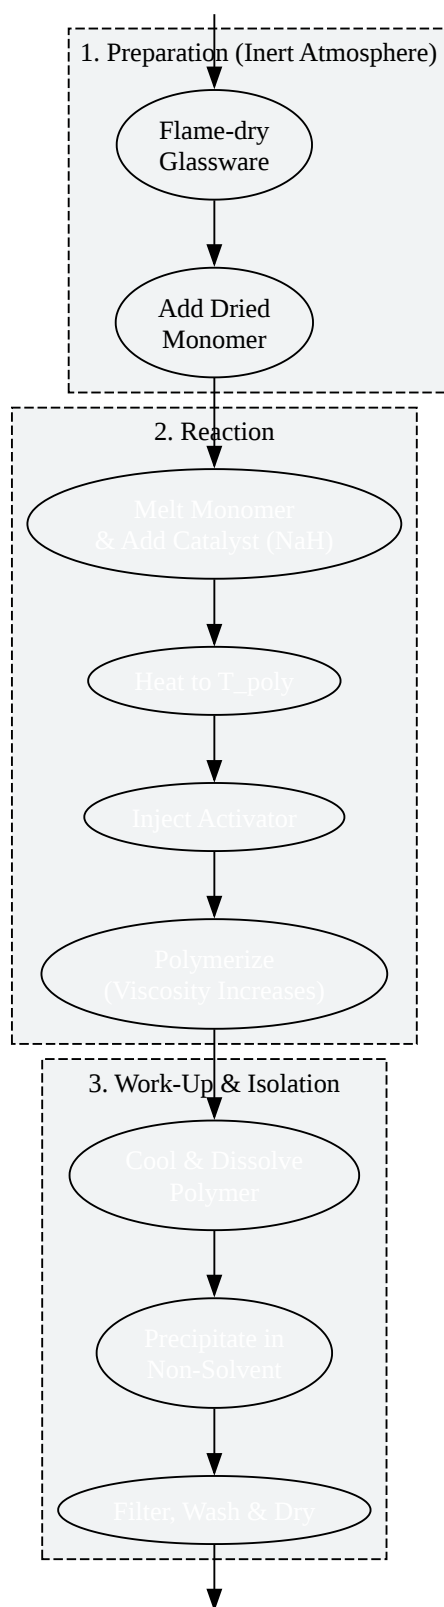 1. Preparation (Inert Atmosphere)
Flame-dry
Glassware
Add Dried
Monomer
2. Reaction
Melt Monomer
& Add Catalyst (NaH)
Heat to T_poly
Inject Activator
Polymerize
(Viscosity Increases)
3. Work-Up & Isolation
Cool & Dissolve
Polymer
Precipitate in
Non-Solvent
Filter, Wash & Dry